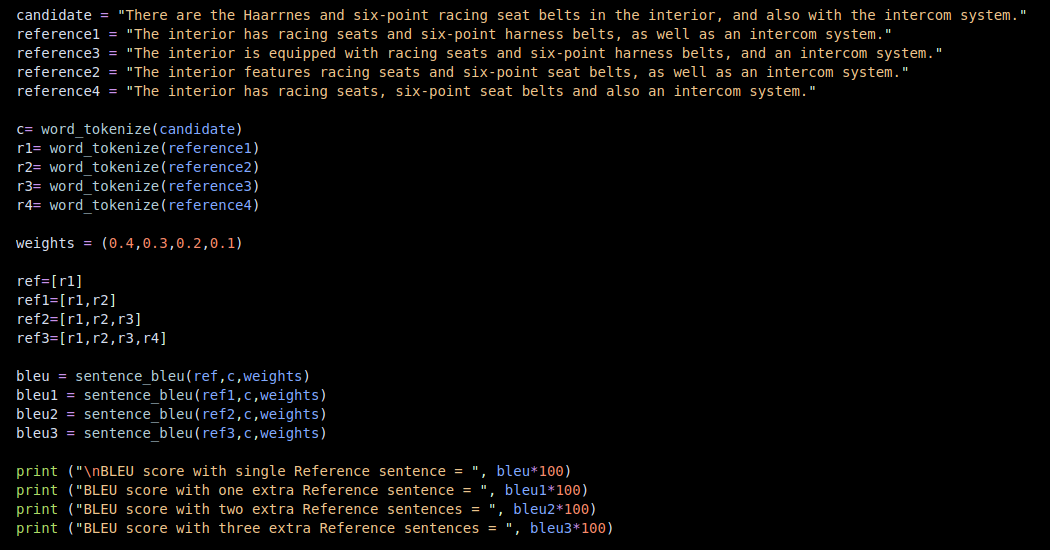 candidate = "There are the Haarrnes and six-point racing seat belts in the interior, and also with the intercom system."
reference1 = "The interior has racing seats and six-point harness belts, as well as an intercom system."
reference3 = "The interior is equipped with racing seats and six-point harness belts, and an intercom system."
reference2 = "The interior features racing seats and six-point seat belts, as well as an intercom system."
reference4 = "The interior has racing seats, six-point seat belts and also an intercom system."
c= word_tokenize(candidate)
r1= word_tokenize(reference1)
r2= word_tokenize(reference2)
r3= word_tokenize(reference3)
r4= word_tokenize(reference4)
weights = (0.4,0.3,0.2,0.1)
ref=[r1]
ref1=[r1,r2]
ref2=[r1,r2,r3]
ref3=[r1,r2,r3,r4]
bleu = sentence_bleu(ref,c,weights)
bleu1 = sentence_bleu(ref1,c,weights)
bleu2 = sentence_bleu(ref2,c,weights)
bleu3 = sentence_bleu(ref3,c,weights)
print ("\nBLEU score with single Reference sentence = ", bleu*100)
print ("BLEU score with one extra Reference sentence = ", bleu1*100)
print ("BLEU score with two extra Reference sentences = ", bleu2*100)
print ("BLEU score with three extra Reference sentences = ", bleu3*100)